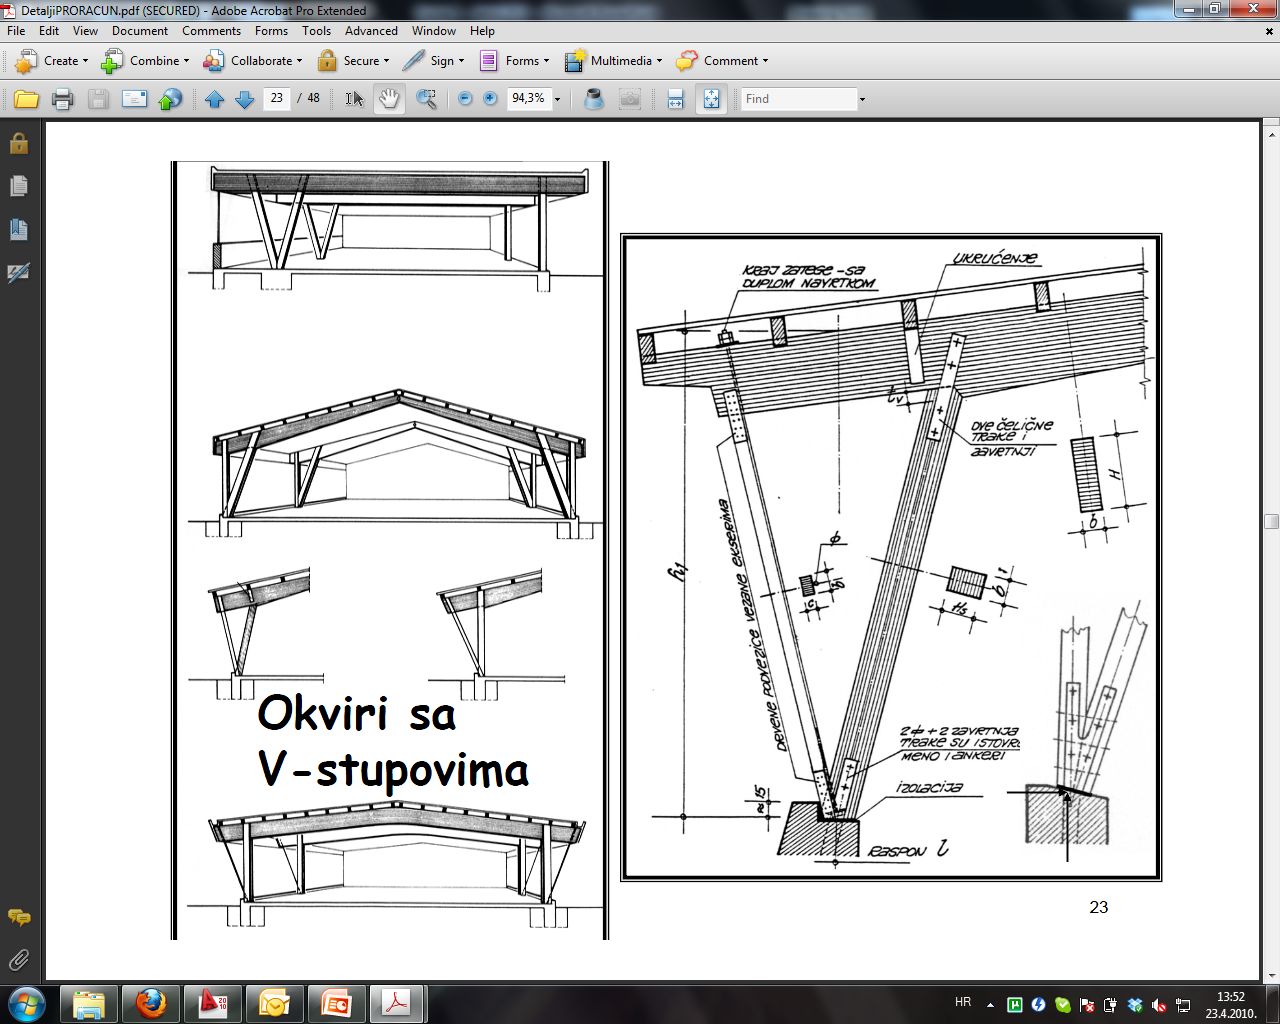 DetaljiPRORACUN.pdf (SECURED) - Adobe Acrobat Pro Extended
File Edit View Document Comments Forms Tools Advanced Window Help
Create Combine Collaborate Secure Sign Forms Multimedia Comment
23 / 48 94,3% Find
Okviri sa
V-stupovima
KRAJ ZATEGE - SA
DUPLOM NAVRTKOM
UKRUĆENJE
tv
DVE ČELIČNE
TRAKE I
ZAVRTNJI
H
b
h1
DRVENE PODVEZICE VEZANE EKSERIMA
ϕ
Hs
b
2ϕ + 2 ZAVRTNJA
TRAKE SU ISTOVRE
MENO I ANKERI
IZOLACIJA
≈ 15
RASPON l
23
HR
13:52
23.4.2010.